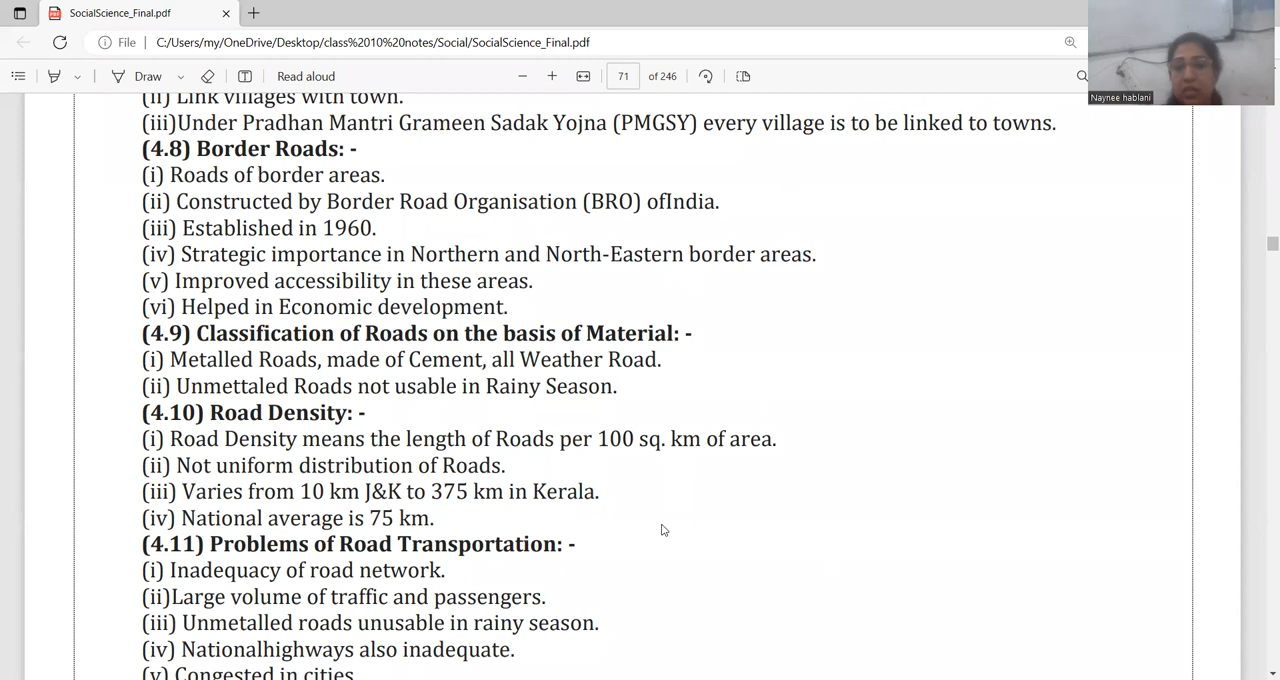 SocialScience_Final.pdf
File
C:/Users/my/OneDrive/Desktop/class%2010%20notes/Social/SocialScience_Final.pdf
Draw
Read aloud
71 of 246
Naynee hablani
(ii) Link villages with town.
(iii)Under Pradhan Mantri Grameen Sadak Yojna (PMGSY) every village is to be linked to towns.
(4.8) Border Roads: -
(i) Roads of border areas.
(ii) Constructed by Border Road Organisation (BRO) ofIndia.
(iii) Established in 1960.
(iv) Strategic importance in Northern and North-Eastern border areas.
(v) Improved accessibility in these areas.
(vi) Helped in Economic development.
(4.9) Classification of Roads on the basis of Material: -
(i) Metalled Roads, made of Cement, all Weather Road.
(ii) Unmettaled Roads not usable in Rainy Season.
(4.10) Road Density: -
(i) Road Density means the length of Roads per 100 sq. km of area.
(ii) Not uniform distribution of Roads.
(iii) Varies from 10 km J&K to 375 km in Kerala.
(iv) National average is 75 km.
(4.11) Problems of Road Transportation: -
(i) Inadequacy of road network.
(ii)Large volume of traffic and passengers.
(iii) Unmetalled roads unusable in rainy season.
(iv) Nationalhighways also inadequate.
(v) Congested in cities